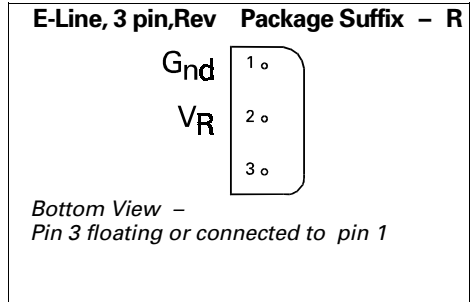 E-Line, 3 pin,Rev Package Suffix – R
Gnd 1
VR 2
3
Bottom View –
Pin 3 floating or connected to pin 1